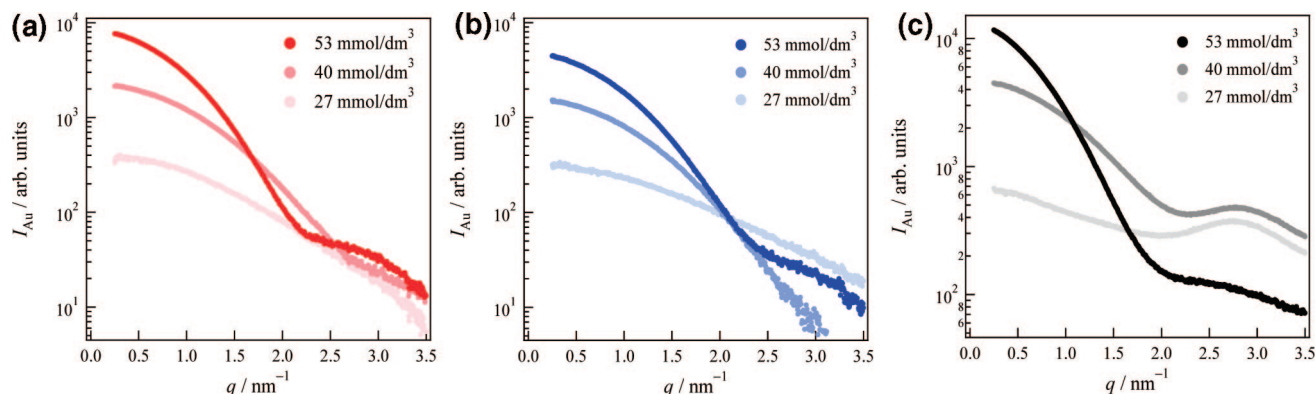 (a)
10⁴
10³
10²
10¹
I_Au / arb. units
53 mmol/dm³
40 mmol/dm³
27 mmol/dm³
0.0 0.5 1.0 1.5 2.0 2.5 3.0 3.5
q / nm⁻¹
(b)
10⁴
10³
10²
10¹
I_Au / arb. units
53 mmol/dm³
40 mmol/dm³
27 mmol/dm³
0.0 0.5 1.0 1.5 2.0 2.5 3.0 3.5
q / nm⁻¹
(c)
8
6
4
2
10³
8
6
4
2
10²
8
6
I_Au / arb. units
53 mmol/dm³
40 mmol/dm³
27 mmol/dm³
0.0 0.5 1.0 1.5 2.0 2.5 3.0 3.5
q / nm⁻¹